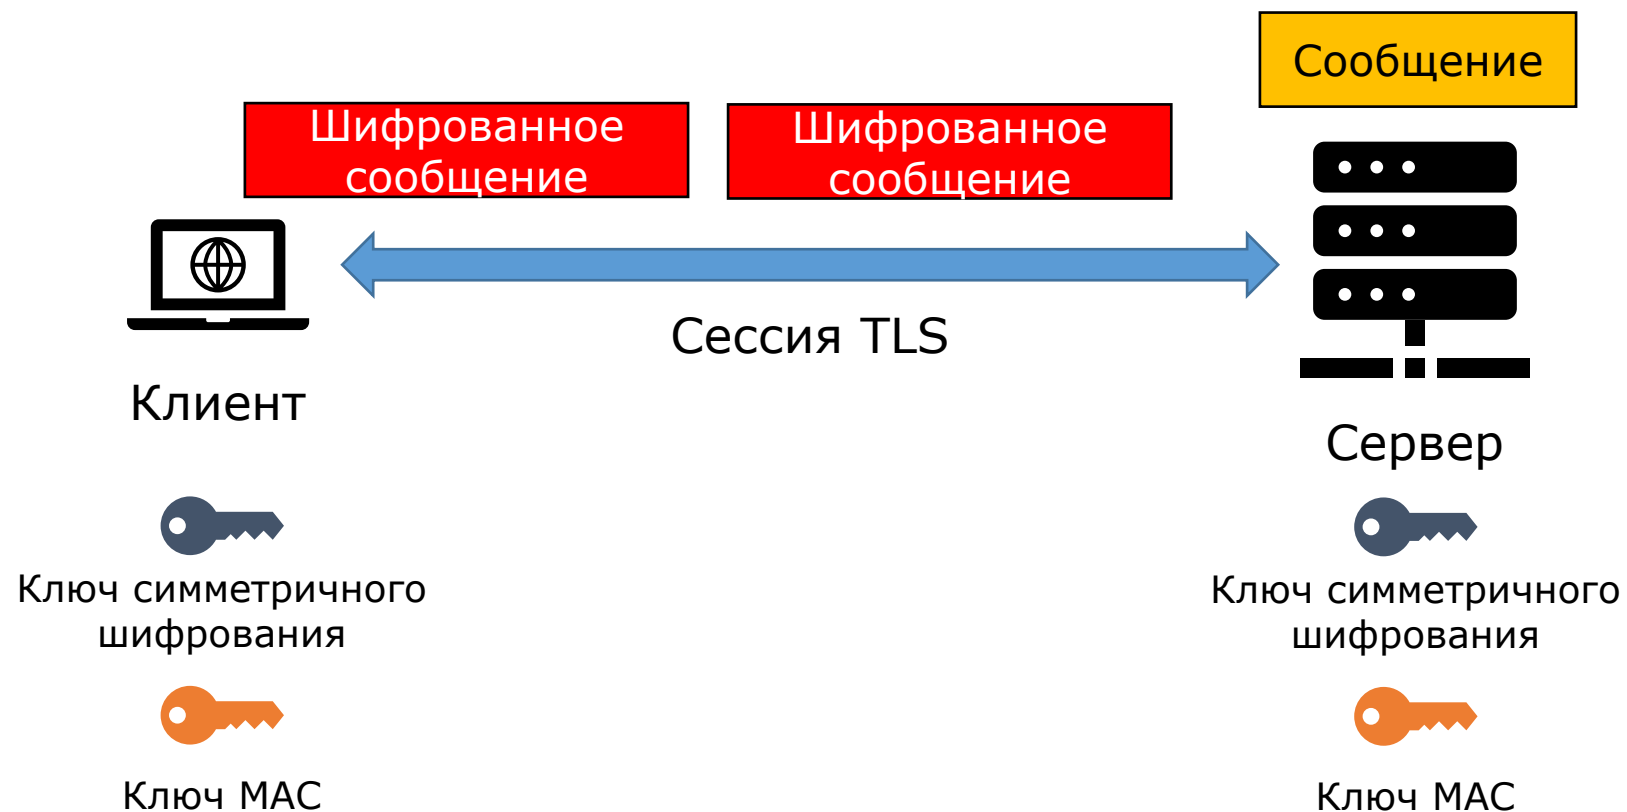 Сообщение
Шифрованное
сообщение
Шифрованное
сообщение
Сессия TLS
Клиент
Сервер
Ключ симметричного
шифрования
Ключ симметричного
шифрования
Ключ MAC
Ключ MAC